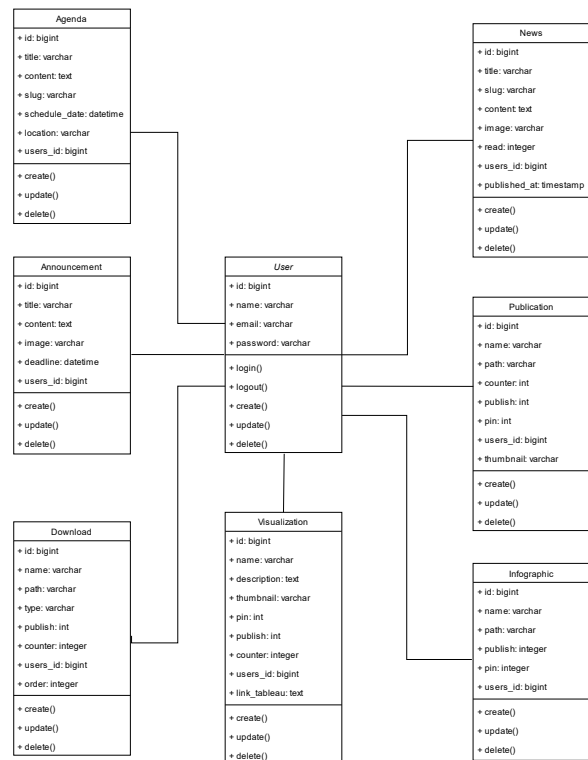 Agenda
+ id: bigint
+ title: varchar
+ content: text
+ slug: varchar
+ schedule_date: datetime
+ location: varchar
+ users_id: bigint
+ create()
+ update()
+ delete()
News
+ id: bigint
+ title: varchar
+ slug: varchar
+ content: text
+ image: varchar
+ read: integer
+ users_id: bigint
+ published_at: timestamp
+ create()
+ update()
+ delete()
Announcement
+ id: bigint
+ title: varchar
+ content: text
+ image: varchar
+ deadline: datetime
+ users_id: bigint
+ create()
+ update()
+ delete()
User
+ id: bigint
+ name: varchar
+ email: varchar
+ password: varchar
+ login()
+ logout()
+ create()
+ update()
+ delete()
Publication
+ id: bigint
+ name: varchar
+ path: varchar
+ counter: int
+ publish: int
+ pin: int
+ users_id: bigint
+ thumbnail: varchar
+ create()
+ update()
+ delete()
Download
+ id: bigint
+ name: varchar
+ path: varchar
+ type: varchar
+ publish: int
+ counter: integer
+ users_id: bigint
+ order: integer
+ create()
+ update()
+ delete()
Visualization
+ id: bigint
+ name: varchar
+ description: text
+ thumbnail: varchar
+ pin: int
+ publish: int
+ counter: integer
+ users_id: bigint
+ link_tableau: text
+ create()
+ update()
+ delete()
Infographic
+ id: bigint
+ name: varchar
+ path: varchar
+ publish: integer
+ pin: integer
+ users_id: bigint
+ create()
+ update()
+ delete()